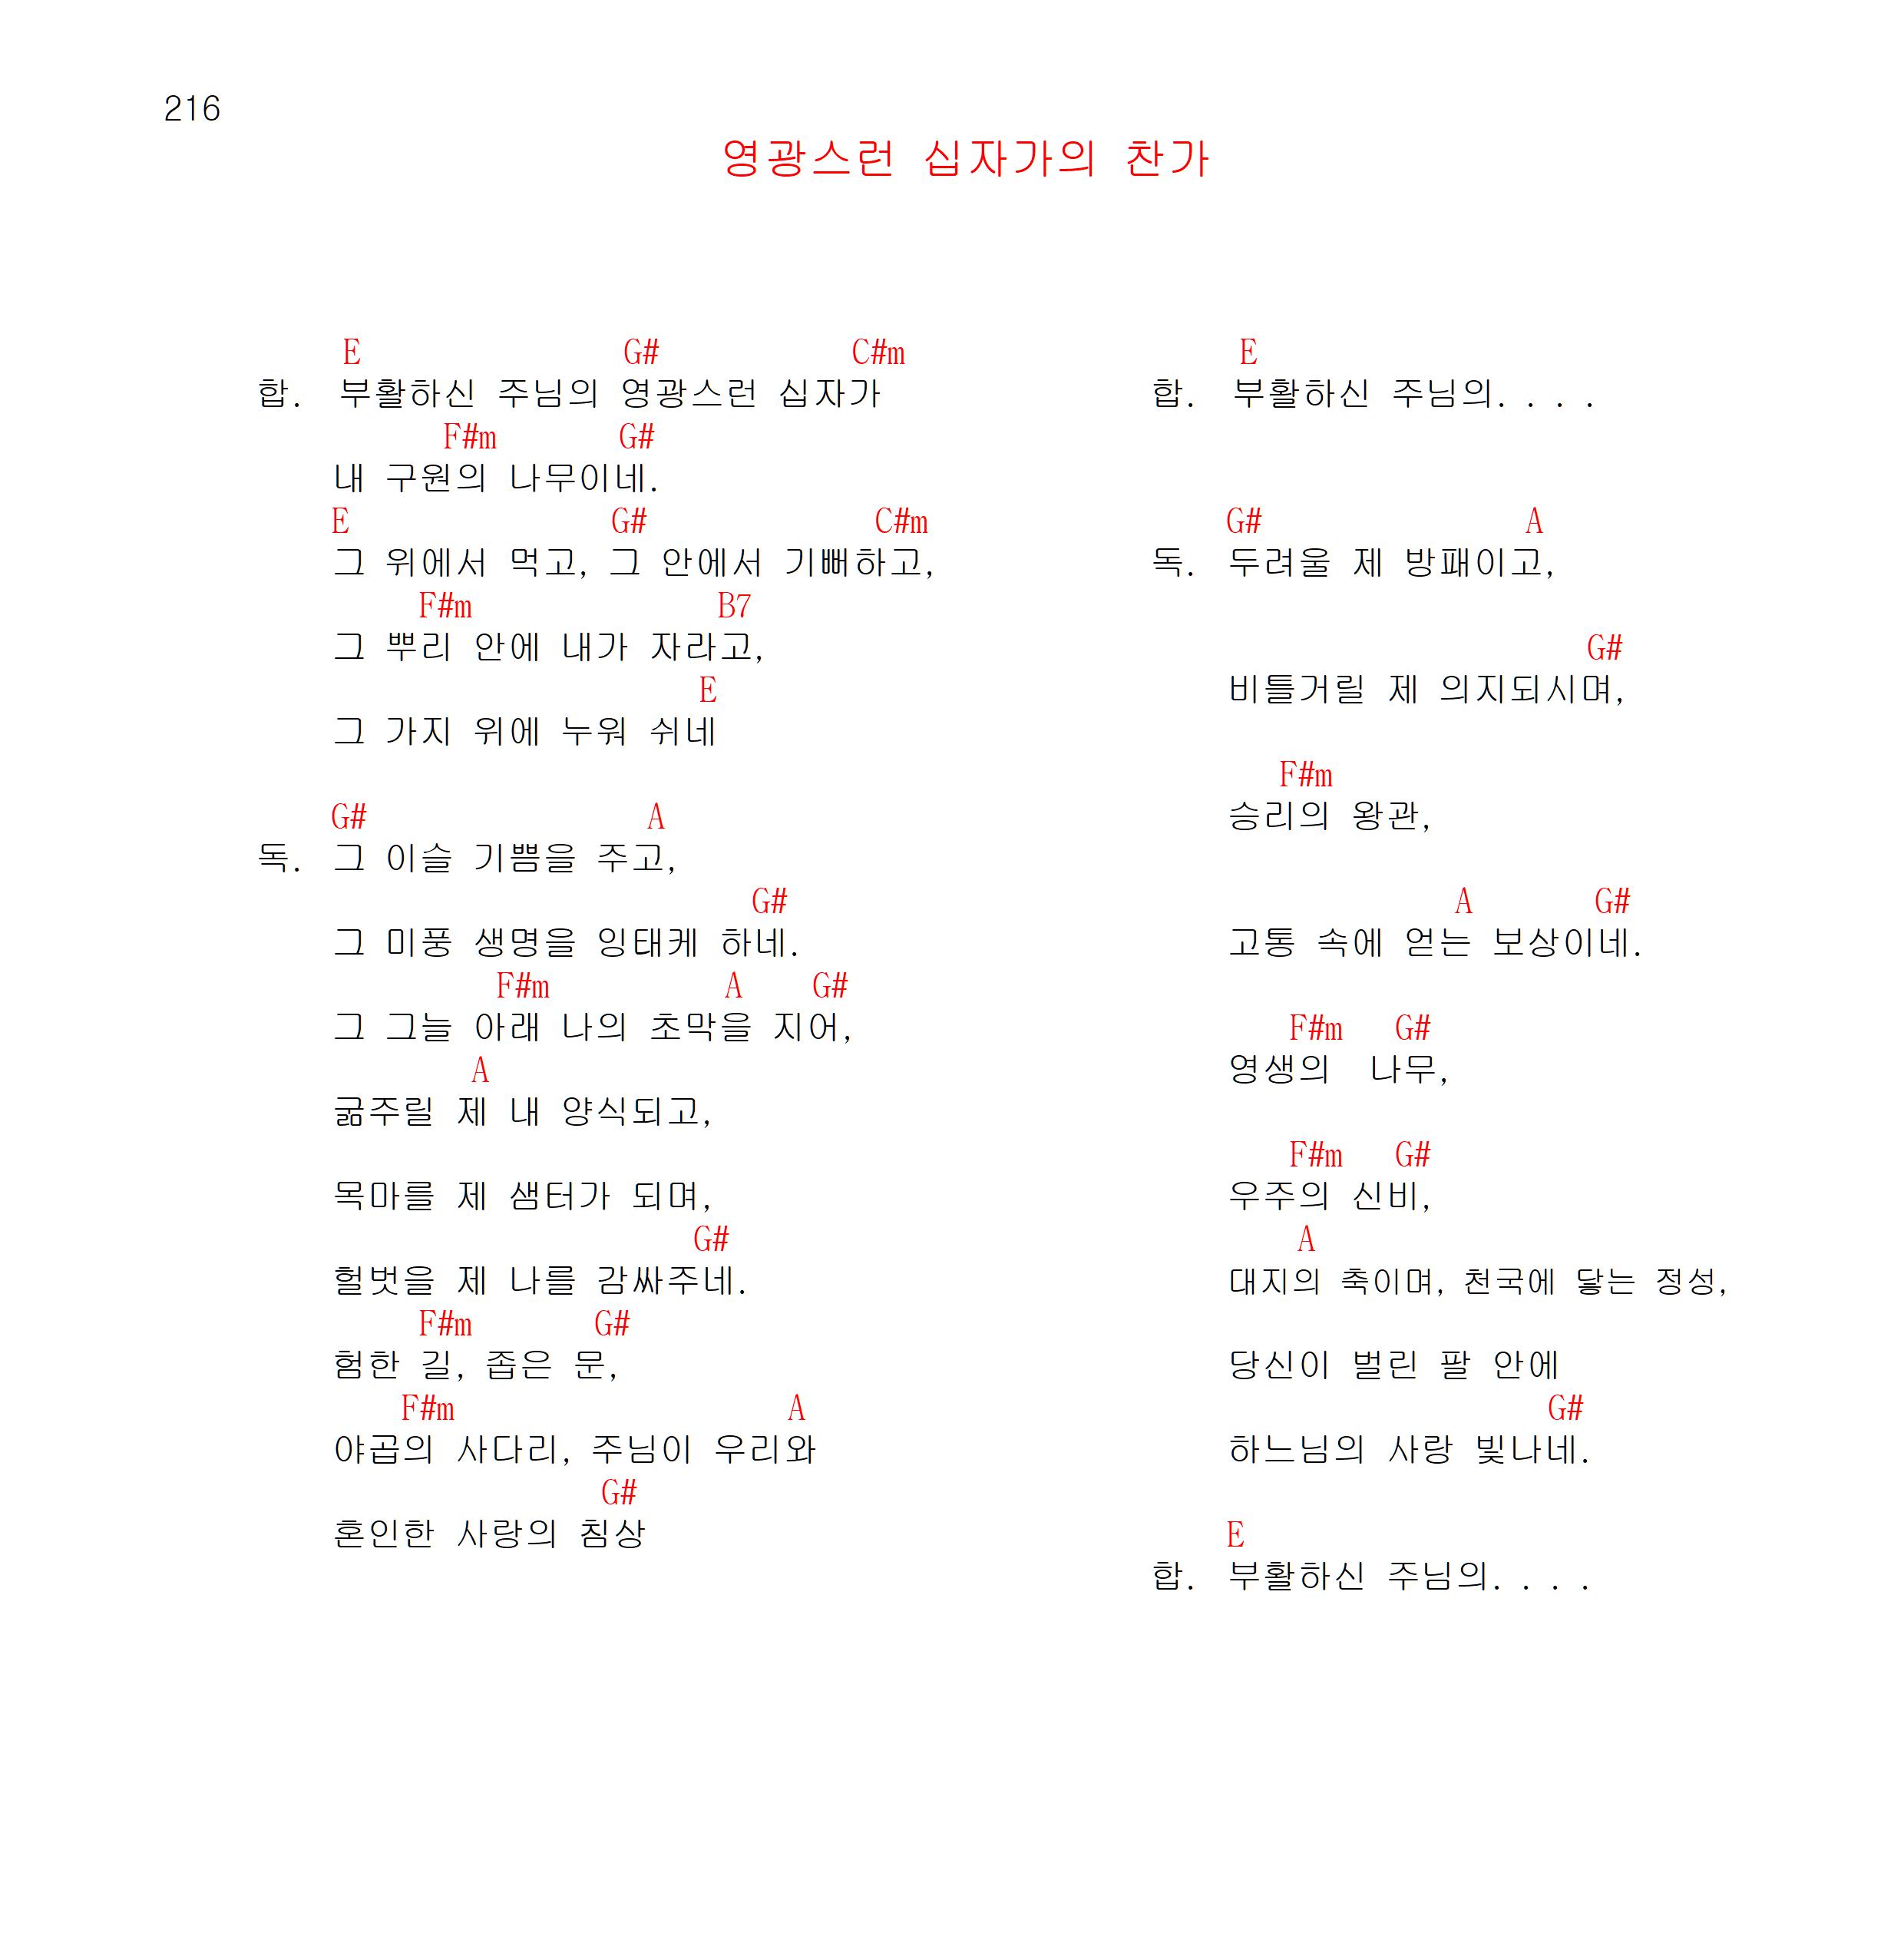 216
영광스런 십자가의 찬가
E G# C#m
합. 부활하신 주님의 영광스런 십자가
F#m G#
내 구원의 나무이네.
E G# C#m
그 위에서 먹고, 그 안에서 기뻐하고,
F#m B7
그 뿌리 안에 내가 자라고,
E
그 가지 위에 누워 쉬네
G# A
독. 그 이슬 기쁨을 주고,
G#
그 미풍 생명을 잉태케 하네.
F#m A G#
그 그늘 아래 나의 초막을 지어,
A
굶주릴 제 내 양식되고,
목마를 제 샘터가 되며,
G#
헐벗을 제 나를 감싸주네.
F#m G#
험한 길, 좁은 문,
F#m A
야곱의 사다리, 주님이 우리와
G#
혼인한 사랑의 침상
E
합. 부활하신 주님의. . . .
G# A
독. 두려울 제 방패이고,
G#
비틀거릴 제 의지되시며,
F#m
승리의 왕관,
A G#
고통 속에 얻는 보상이네.
F#m G#
영생의 나무,
F#m G#
우주의 신비,
A
대지의 축이며, 천국에 닿는 정성,
당신이 벌린 팔 안에
G#
하느님의 사랑 빛나네.
E
합. 부활하신 주님의. . . .